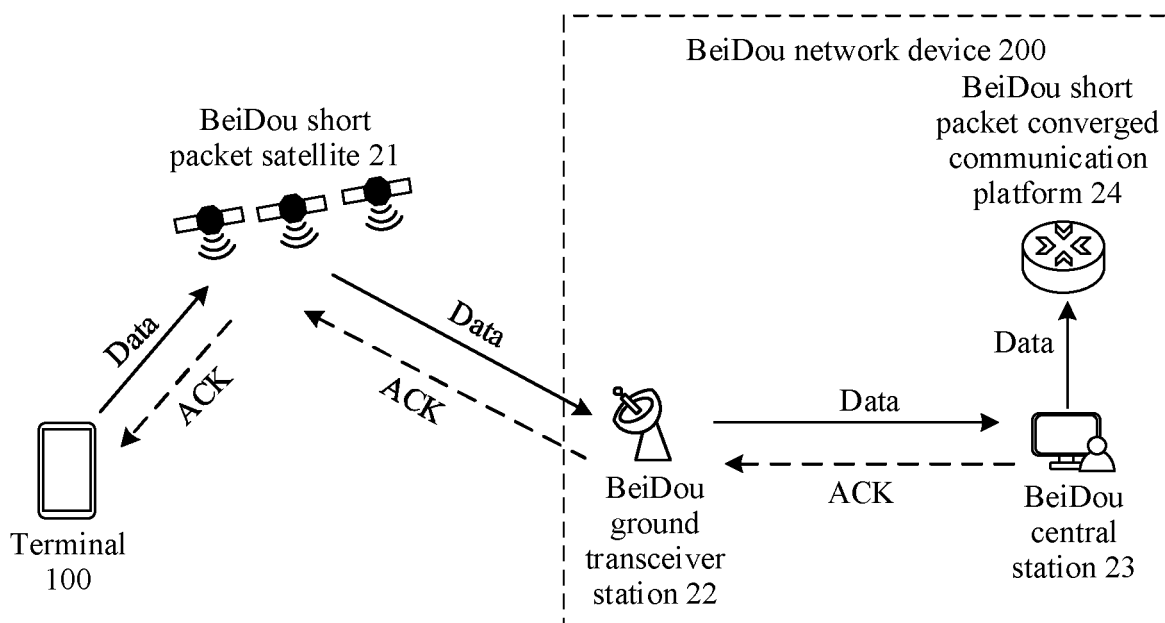 BeiDou network device 200
BeiDou short
packet converged
communication
platform 24
BeiDou short
packet satellite 21
Data
ACK
Data
ACK
Data
ACK
Data
Terminal
100
BeiDou
ground
transceiver
station 22
BeiDou
central
station 23